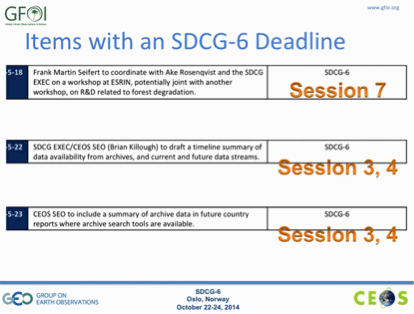 GFOI
www.gfoi.org
Items with an SDCG-6 Deadline
-5-18
Frank Martin Seifert to coordinate with Ake Rosenqvist and the SDCG
EXEC on a workshop at ESRIN, potentially joint with another
workshop, on R&D related to forest degradation.
SDCG-6
Session 7
-5-22
SDCG EXEC/CEOS SEO (Brian Killough) to draft a timeline summary of
data availability from archives, and current and future data streams.
SDCG-6
Session 3, 4
-5-23
CEOS SEO to include a summary of archive data in future country
reports where archive search tools are available.
SDCG-6
Session 3, 4
GEO GROUP ON
EARTH OBSERVATIONS
SDCG-6
Oslo, Norway
October 22-24, 2014
CEOS